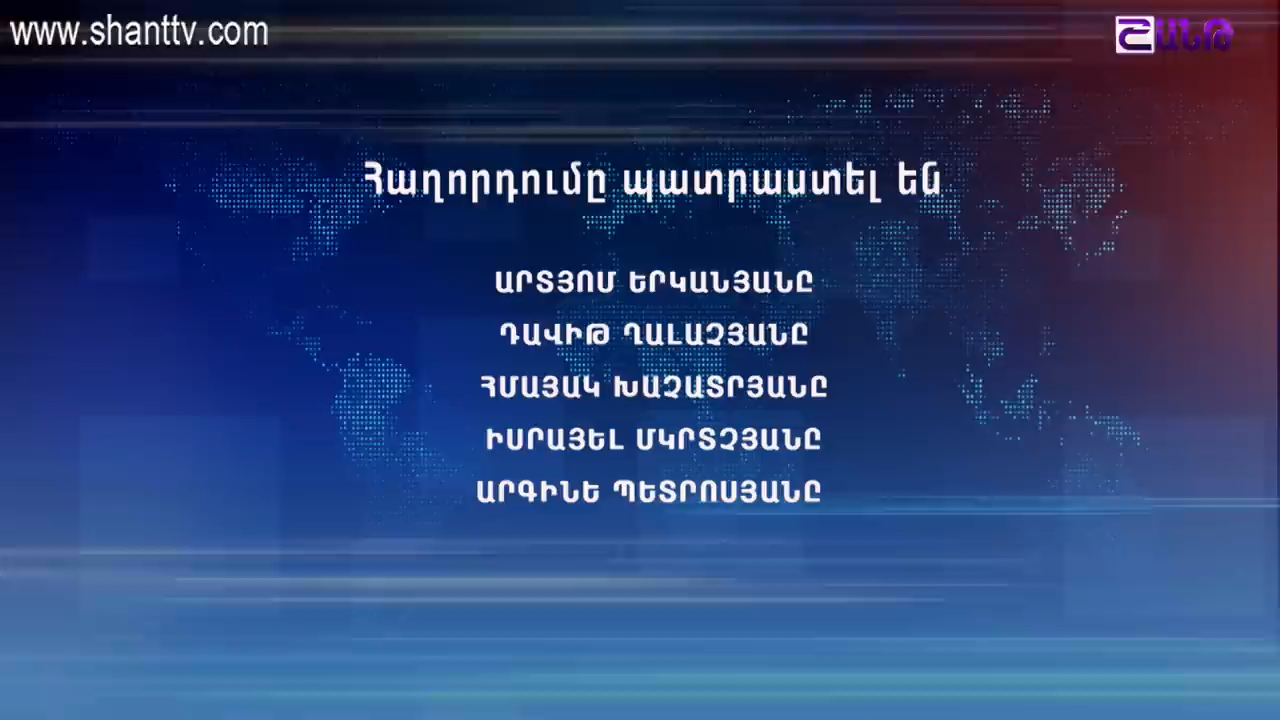 www.shanttv.com
ՇԱՆԹ
Հաղորդումը պատրաստել են
ԱՐՏՅՈՄ ԵՐԿԱՆՅԱՆԸ
ԴԱՎԻԹ ՂԱԼԱՉՅԱՆԸ
ՀՄԱՅԱԿ ԽԱՉԱՏՐՅԱՆԸ
ԻՍՐԱՅԵԼ ՄԿՐՏՉՅԱՆԸ
ԱՐԳԻՆԵ ՊԵՏՐՈՍՅԱՆԸ